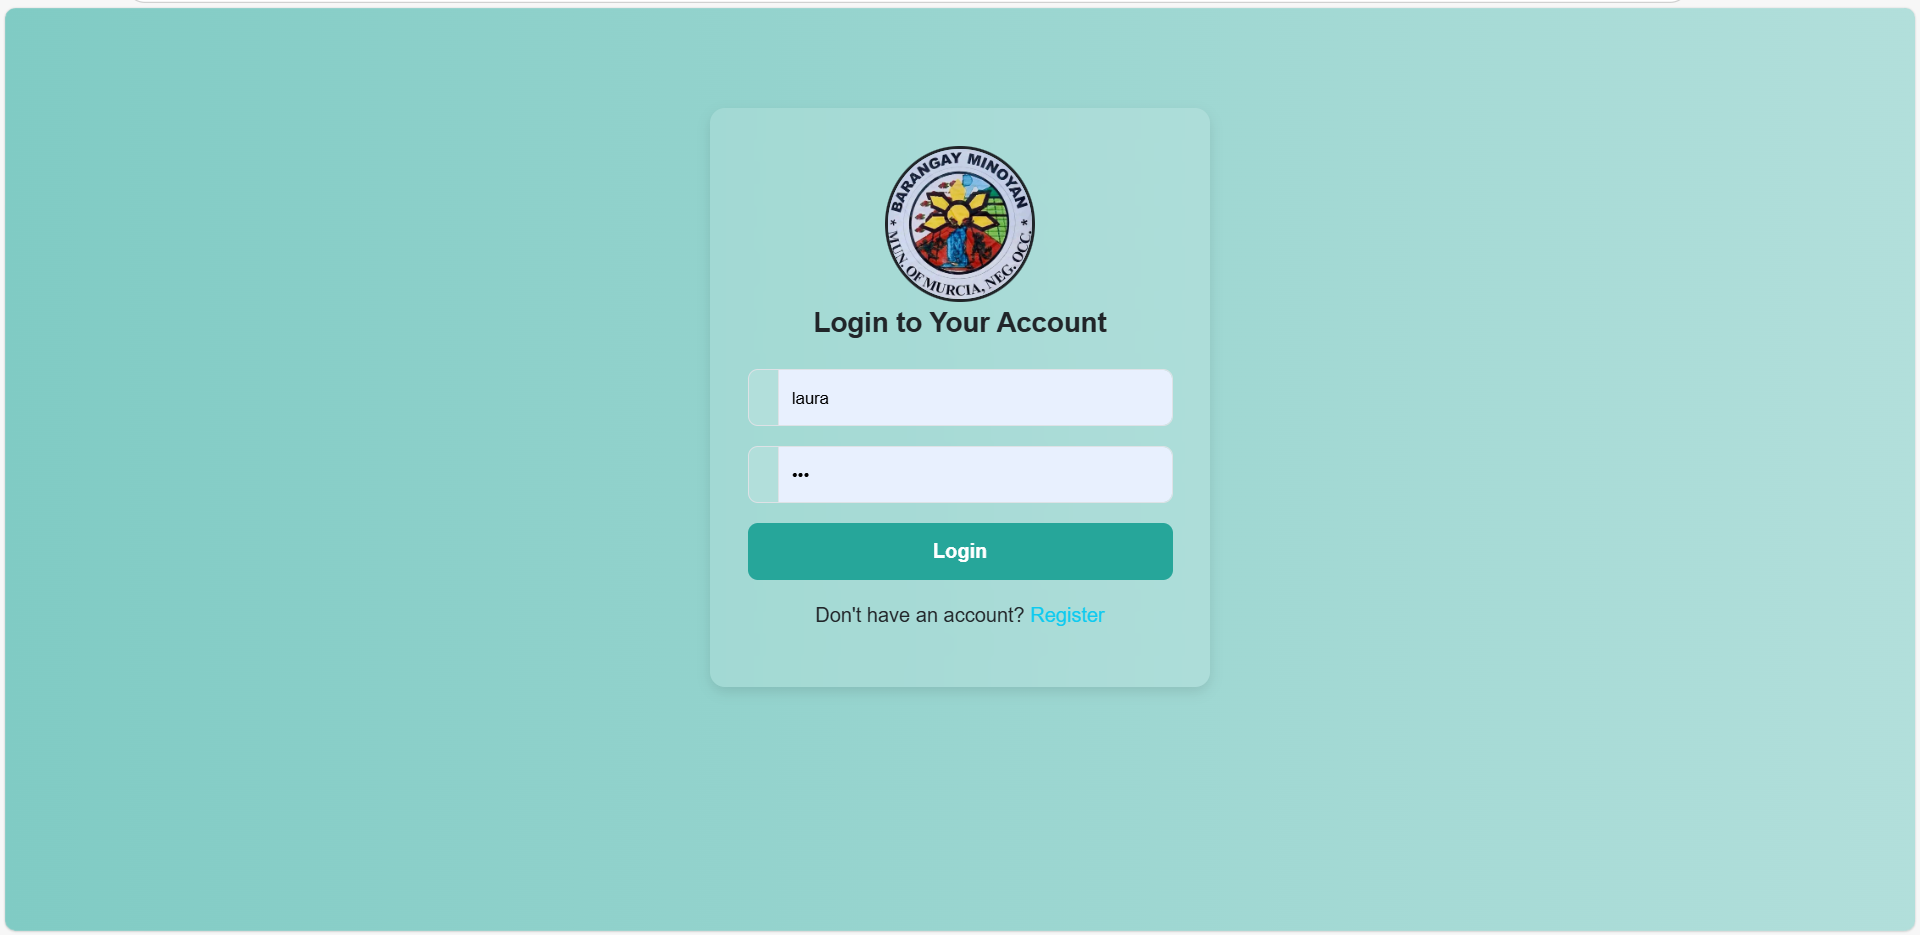 BARANGAY MINOYAN
MUN. OF MURCIA, NEG. OCC.
Login to Your Account
laura
•••
Login
Don't have an account? Register